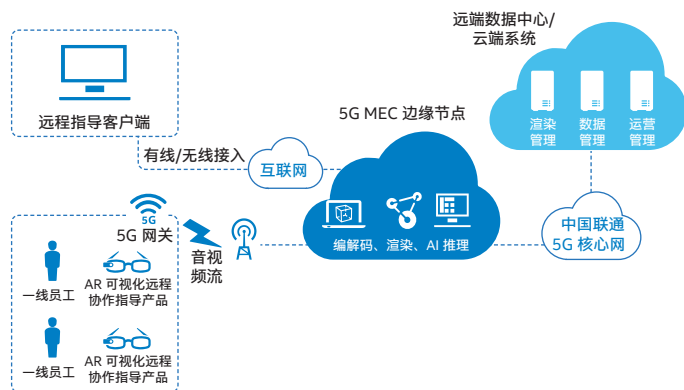 远端数据中心/
云端系统
渲染
管理
数据
管理
运营
管理
远程指导客户端
5G MEC 边缘节点
有线/无线接入
互联网
编解码、渲染、AI 推理
中国联通
5G 核心网
5G
5G 网关
音视
频流
一线员工
AR 可视化远程
协作指导产品
一线员工
AR 可视化远程
协作指导产品